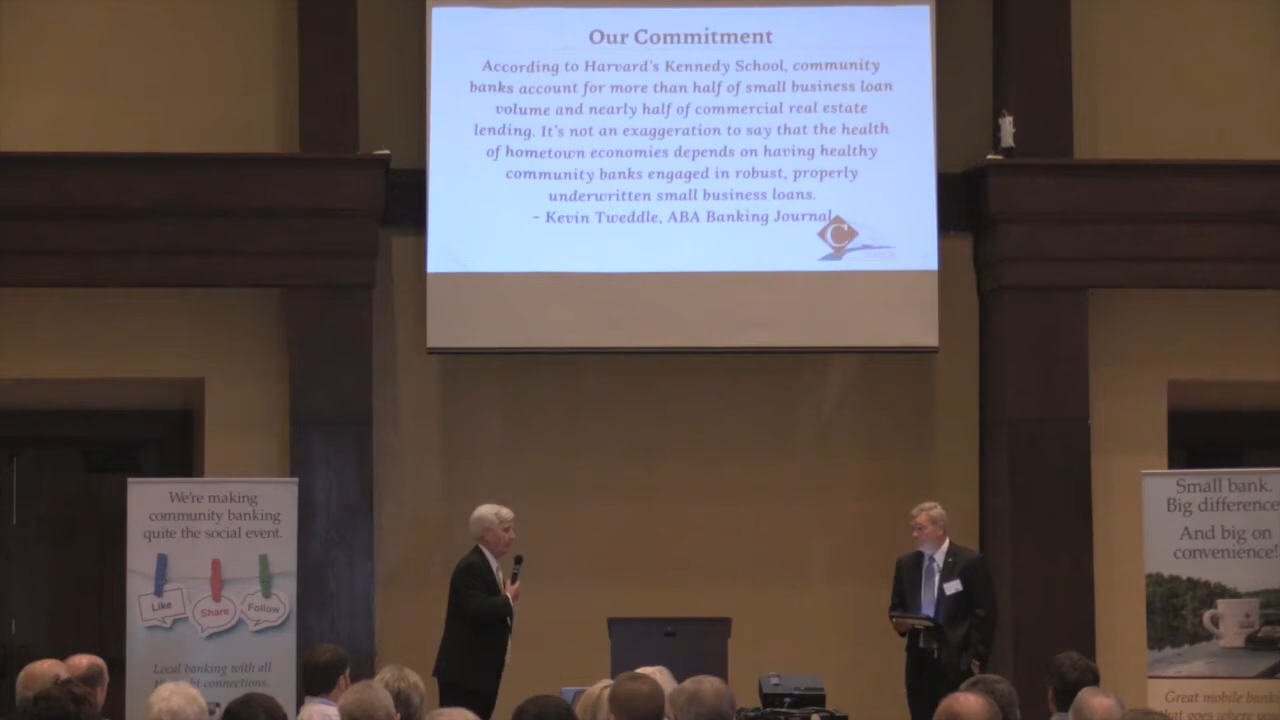 Our Commitment
According to Harvard's Kennedy School, community
banks account for more than half of small business loan
volume and nearly half of commercial real estate
lending. It's not an exaggeration to say that the health
of hometown economies depends on having healthy
community banks engaged in robust, properly
underwritten small business loans.
- Kevin Tweddle, ABA Banking Journal
C
We're making
community banking
quite the social event.
Like
Share
Follow
Local banking with all
connections.
Small bank.
Big difference
And big on
convenience!
Great mobile bank
that goes where